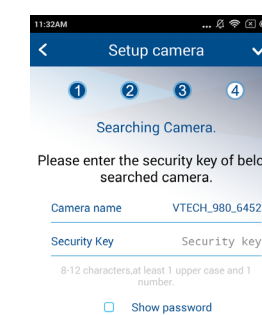 11:32AM ...
Setup camera
1 2 3 4
Searching Camera.
Please enter the security key of
searched camera.
Camera name VTECH_980_6452
Security Key Security key
8-12 characters,at least 1 upper case and 1
number.
Show password